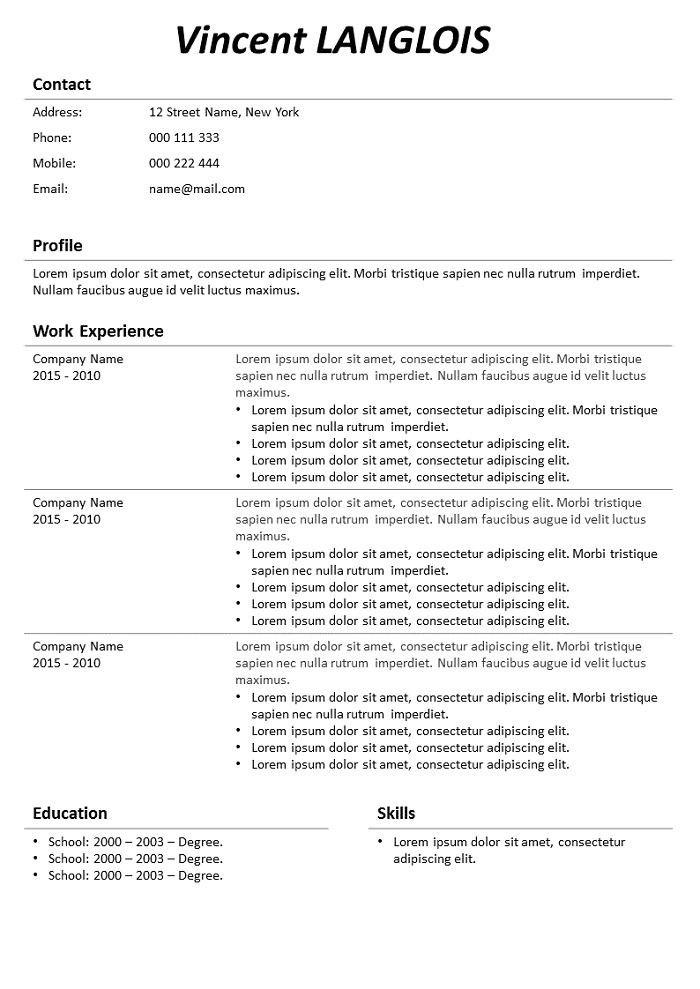 Vincent LANGLOIS
Contact
Address: 12 Street Name, New York
Phone: 000 111 333
Mobile: 000 222 444
Email: name@mail.com
Profile
Lorem ipsum dolor sit amet, consectetur adipiscing elit. Morbi tristique sapien nec nulla rutrum imperdiet.
Nullam faucibus augue id velit luctus maximus.
Work Experience
Company Name
2015 - 2010
Lorem ipsum dolor sit amet, consectetur adipiscing elit. Morbi tristique
sapien nec nulla rutrum imperdiet. Nullam faucibus augue id velit luctus
maximus.
• Lorem ipsum dolor sit amet, consectetur adipiscing elit. Morbi tristique
sapien nec nulla rutrum imperdiet.
• Lorem ipsum dolor sit amet, consectetur adipiscing elit.
• Lorem ipsum dolor sit amet, consectetur adipiscing elit.
• Lorem ipsum dolor sit amet, consectetur adipiscing elit.
Company Name
2015 - 2010
Lorem ipsum dolor sit amet, consectetur adipiscing elit. Morbi tristique
sapien nec nulla rutrum imperdiet. Nullam faucibus augue id velit luctus
maximus.
• Lorem ipsum dolor sit amet, consectetur adipiscing elit. Morbi tristique
sapien nec nulla rutrum imperdiet.
• Lorem ipsum dolor sit amet, consectetur adipiscing elit.
• Lorem ipsum dolor sit amet, consectetur adipiscing elit.
• Lorem ipsum dolor sit amet, consectetur adipiscing elit.
Company Name
2015 - 2010
Lorem ipsum dolor sit amet, consectetur adipiscing elit. Morbi tristique
sapien nec nulla rutrum imperdiet. Nullam faucibus augue id velit luctus
maximus.
• Lorem ipsum dolor sit amet, consectetur adipiscing elit. Morbi tristique
sapien nec nulla rutrum imperdiet.
• Lorem ipsum dolor sit amet, consectetur adipiscing elit.
• Lorem ipsum dolor sit amet, consectetur adipiscing elit.
• Lorem ipsum dolor sit amet, consectetur adipiscing elit.
Education
• School: 2000 – 2003 – Degree.
• School: 2000 – 2003 – Degree.
• School: 2000 – 2003 – Degree.
Skills
• Lorem ipsum dolor sit amet, consectetur
adipiscing elit.